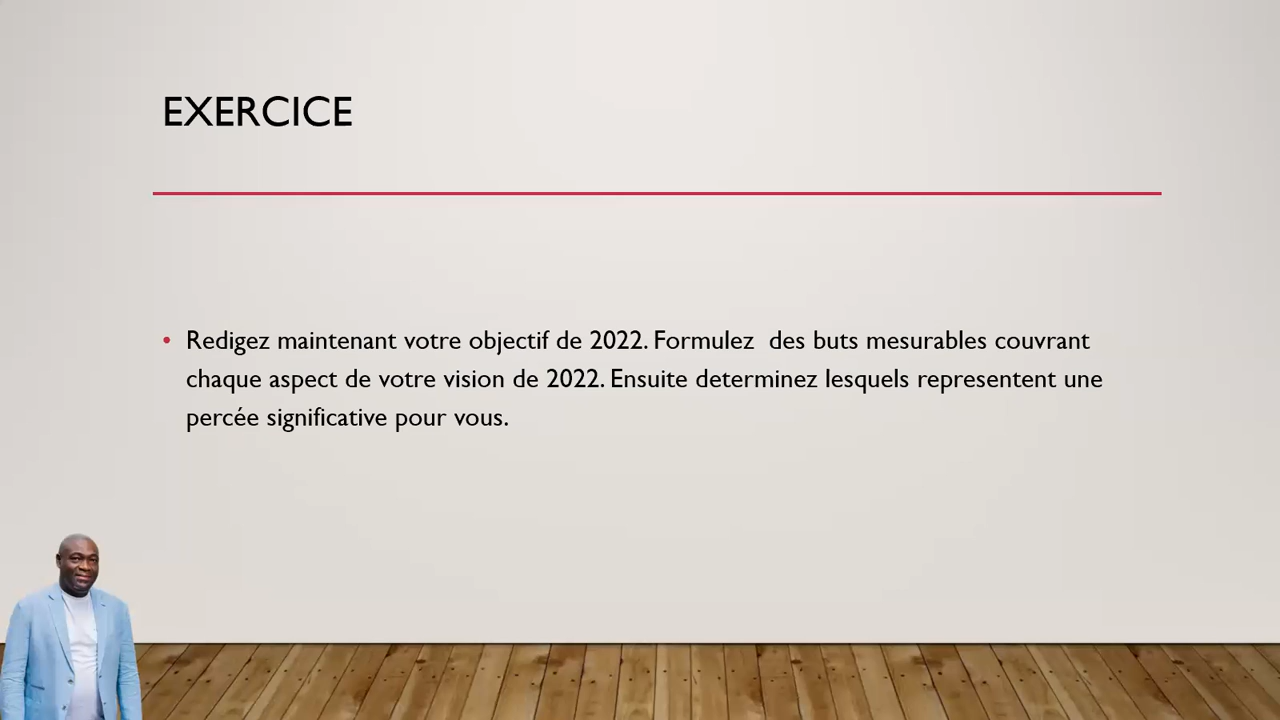 EXERCICE
• Redigez maintenant votre objectif de 2022. Formulez  des buts mesurables couvrant
chaque aspect de votre vision de 2022. Ensuite determinez lesquels representent une
percée significative pour vous.